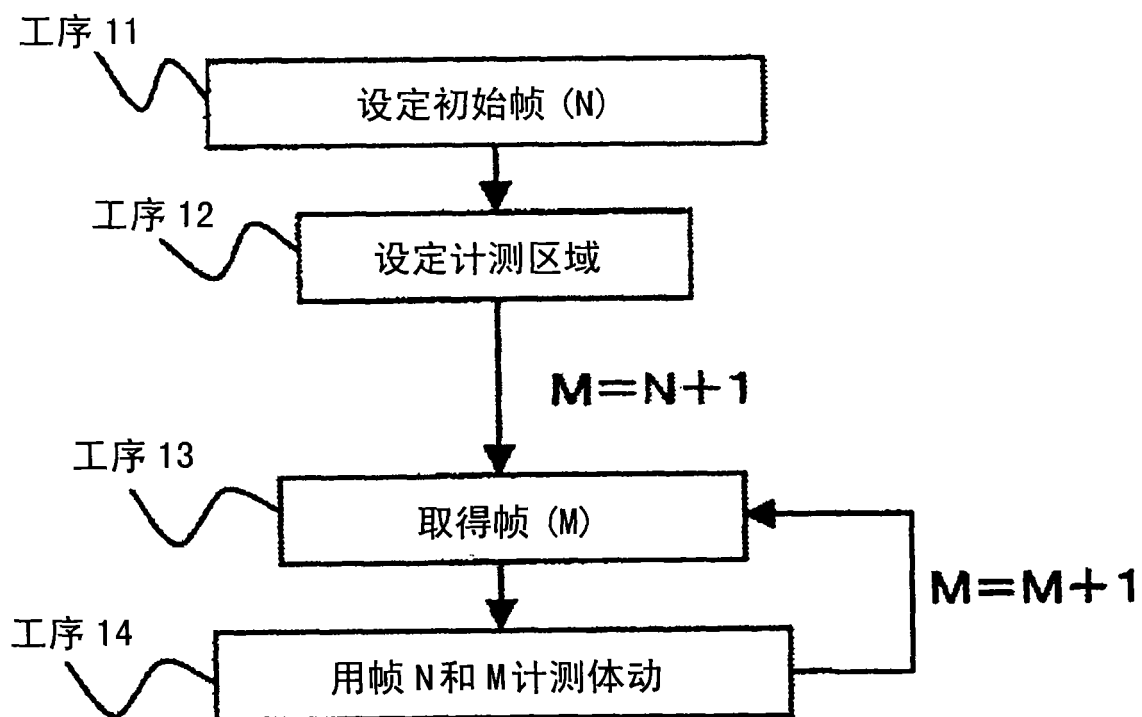 工序 11
设定初始帧 (N)
工序 12
设定计测区域
M=N+1
工序 13
取得帧 (M)
M=M+1
工序 14
用帧 N 和 M 计测体动